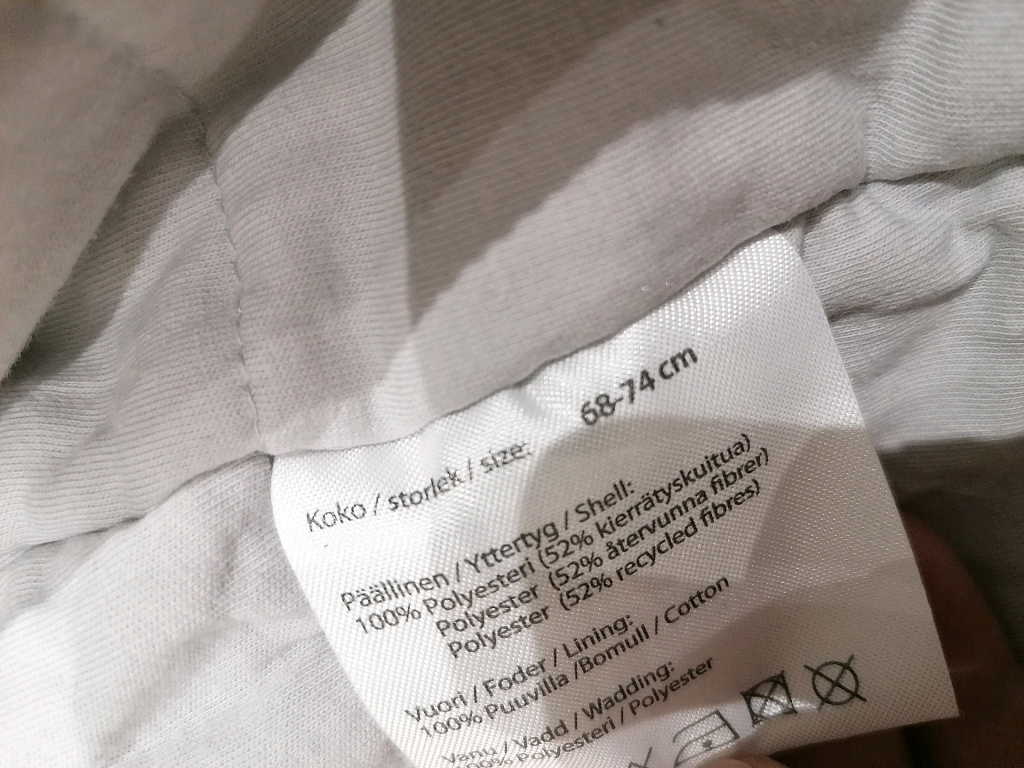 Koko / storlek / size: 68-74 cm
Päällinen / Yttertyg / Shell:
100% Polyesteri (52% kierrätyskuitua)
Polyester (52% återvunna fibrer)
Polyester (52% recycled fibres)
Vuori / Foder / Lining:
100% Puuvilla /Bomull / Cotton
Vanu / Vadd / Wadding:
100% Polyesteri / Polyester